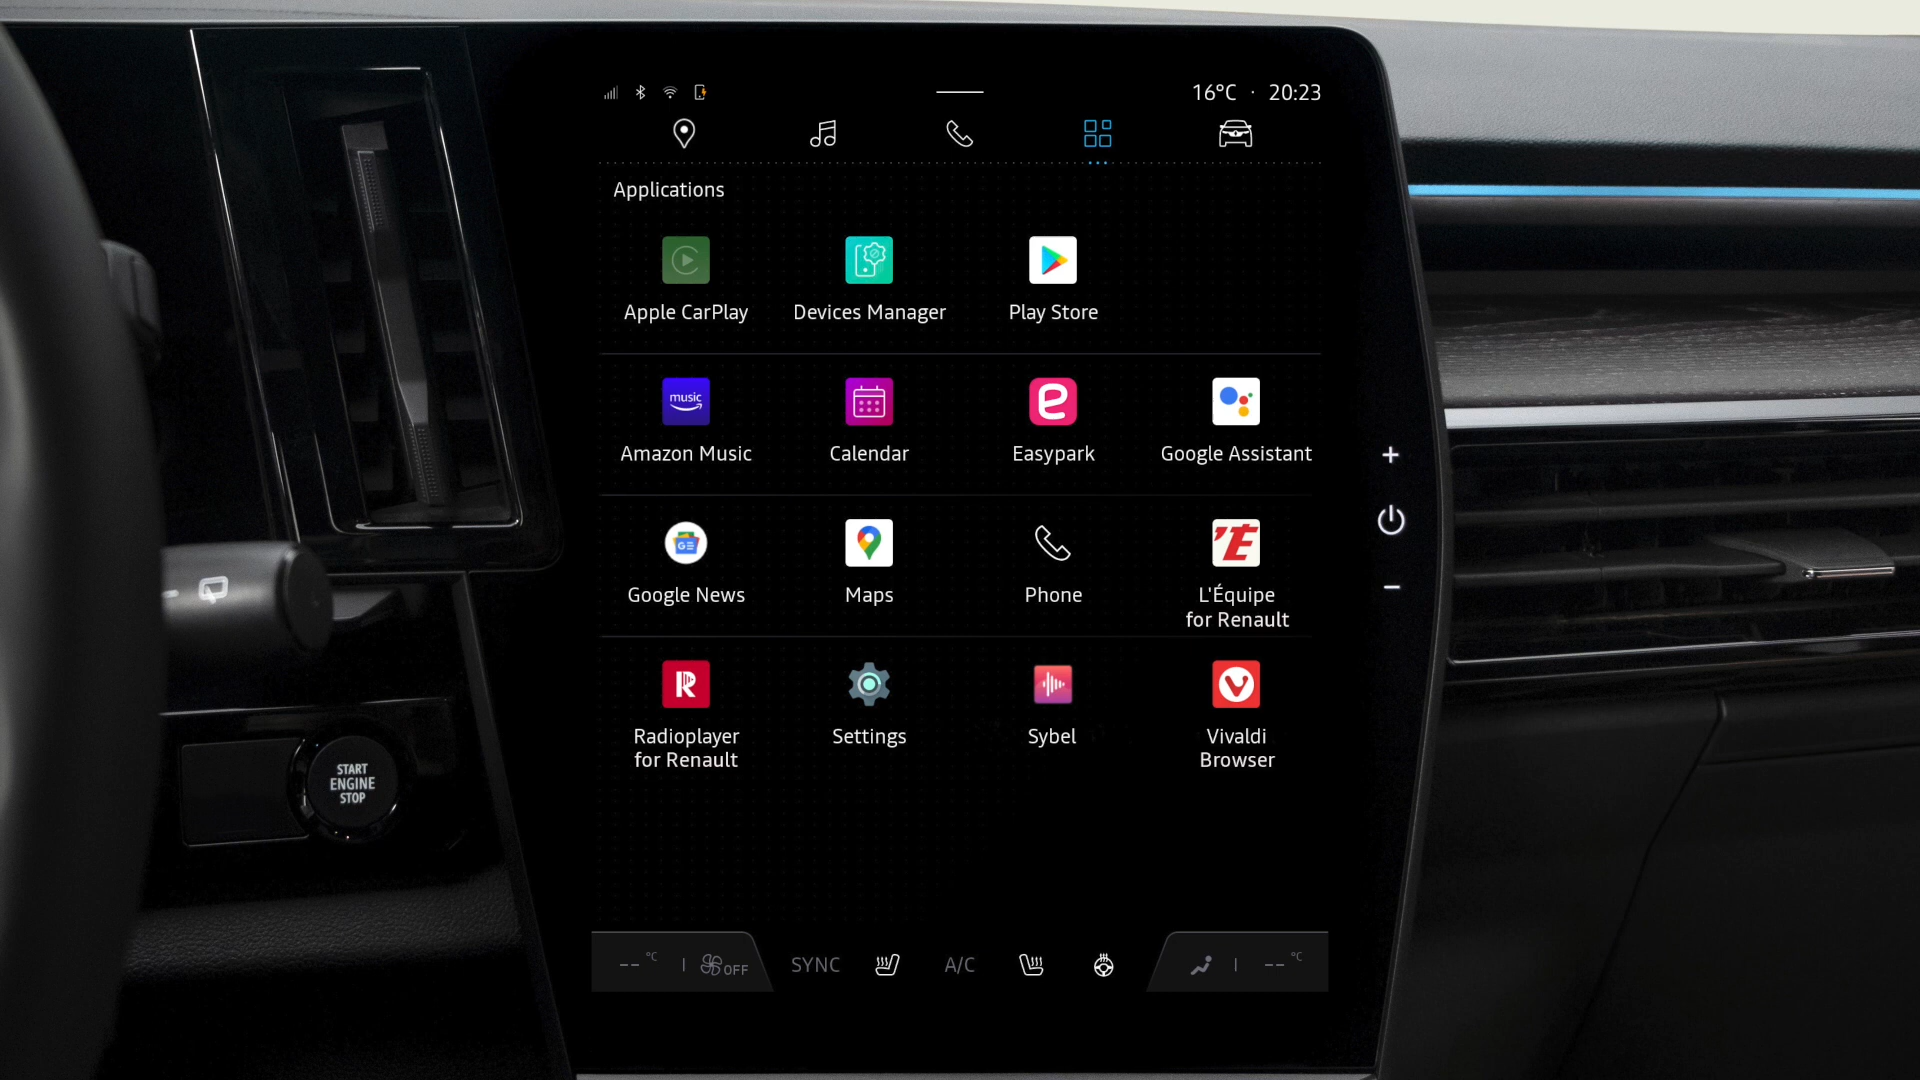 16°C · 20:23
Applications
Apple CarPlay
Devices Manager
Play Store
music
Amazon Music
Calendar
e
Easypark
Google Assistant
GE
Google News
Maps
Phone
'E
L'Équipe
for Renault
R
Radioplayer
for Renault
Settings
Sybel
Vivaldi
Browser
START
ENGINE
STOP
-- °C
OFF
SYNC
A/C
-- °C